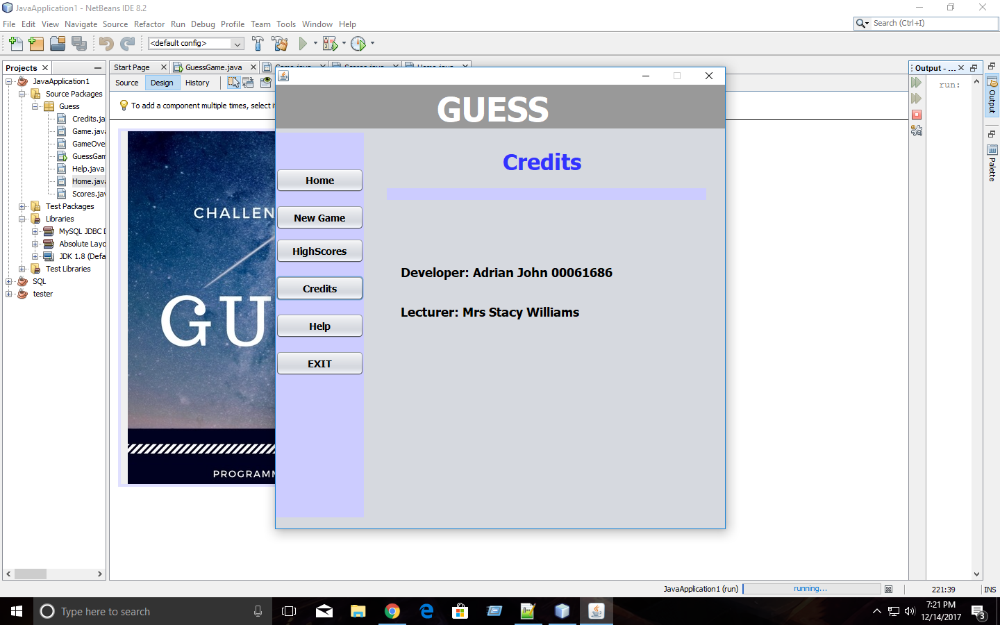 JavaApplication1 - NetBeans IDE 8.2
File Edit View Navigate Source Refactor Run Debug Profile Team Tools Window Help
Search (Ctrl+I)
<default config>
Projects
Start Page
GuessGame.java
Output - ...
JavaApplication1
Source Packages
Guess
Credits.ja
Game.java
GameOve
GuessGam
Help.java
Home.java
Scores.jav
Test Packages
Libraries
MySQL JDBC D
Absolute Layo
JDK 1.8 (Defa
Test Libraries
SQL
tester
Source Design History
To add a component multiple times, select i
CHALLEN
GU
PROGRAMM
GUESS
Home
New Game
HighScores
Credits
Help
EXIT
Credits
Developer: Adrian John 00061686
Lecturer: Mrs Stacy Williams
run:
Output
Palette
JavaApplication1 (run)
running...
221:39
INS
Type here to search
7:21 PM
12/14/2017
3